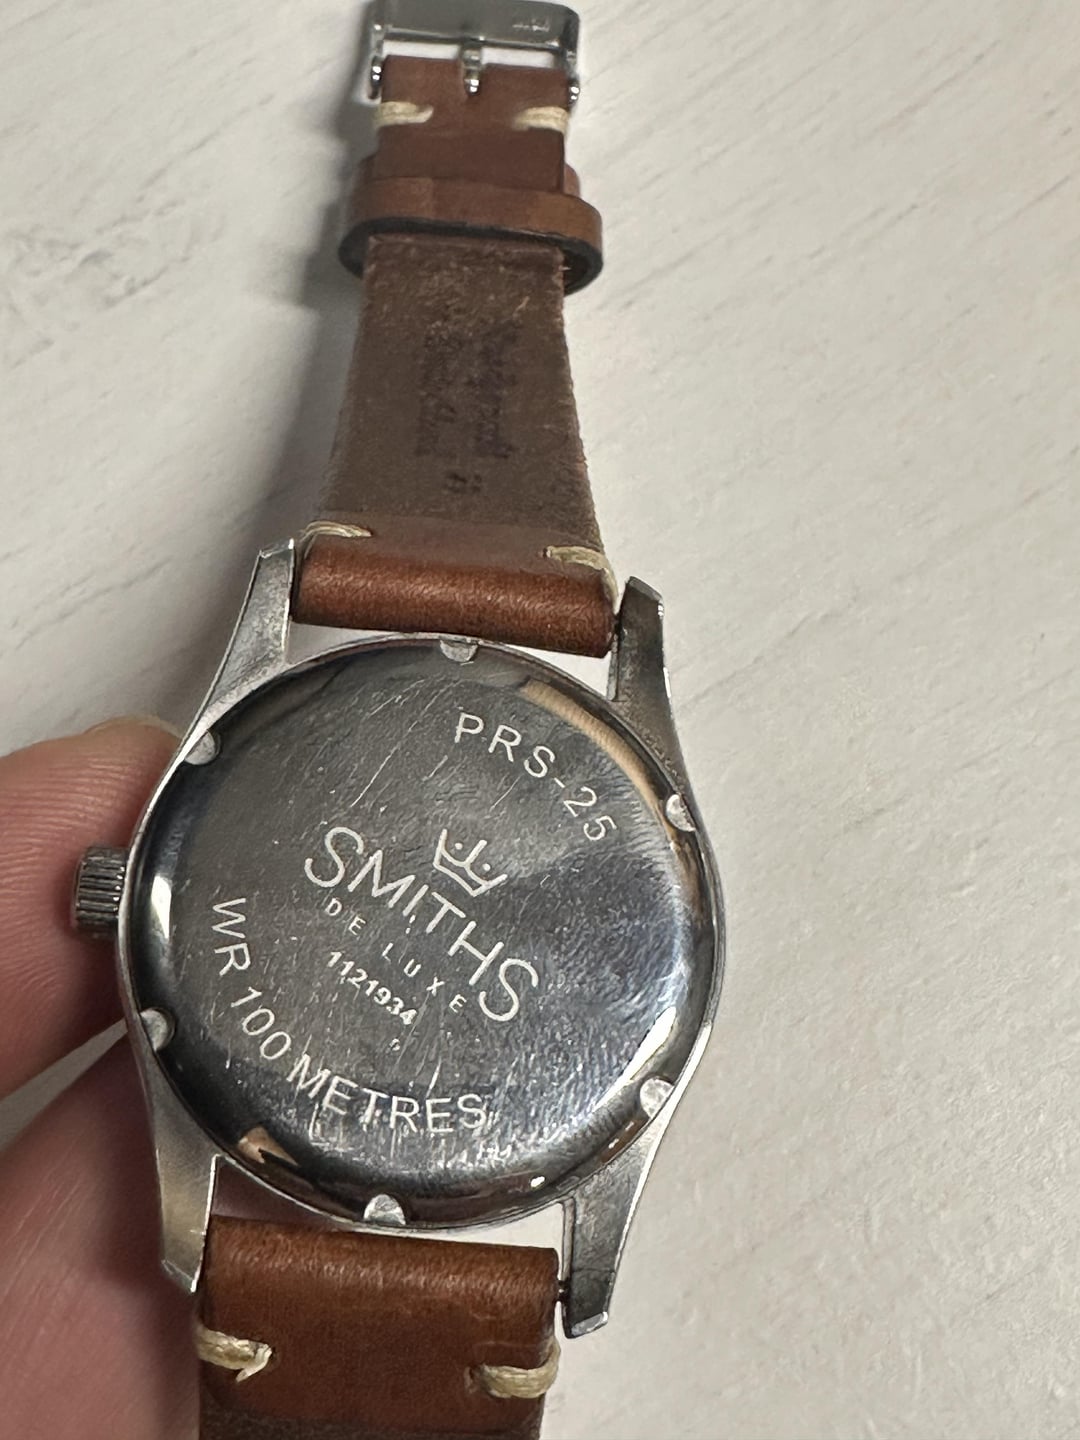 PRS-25
SMITHS
DE LUXE
1121934
WR 100 METRES